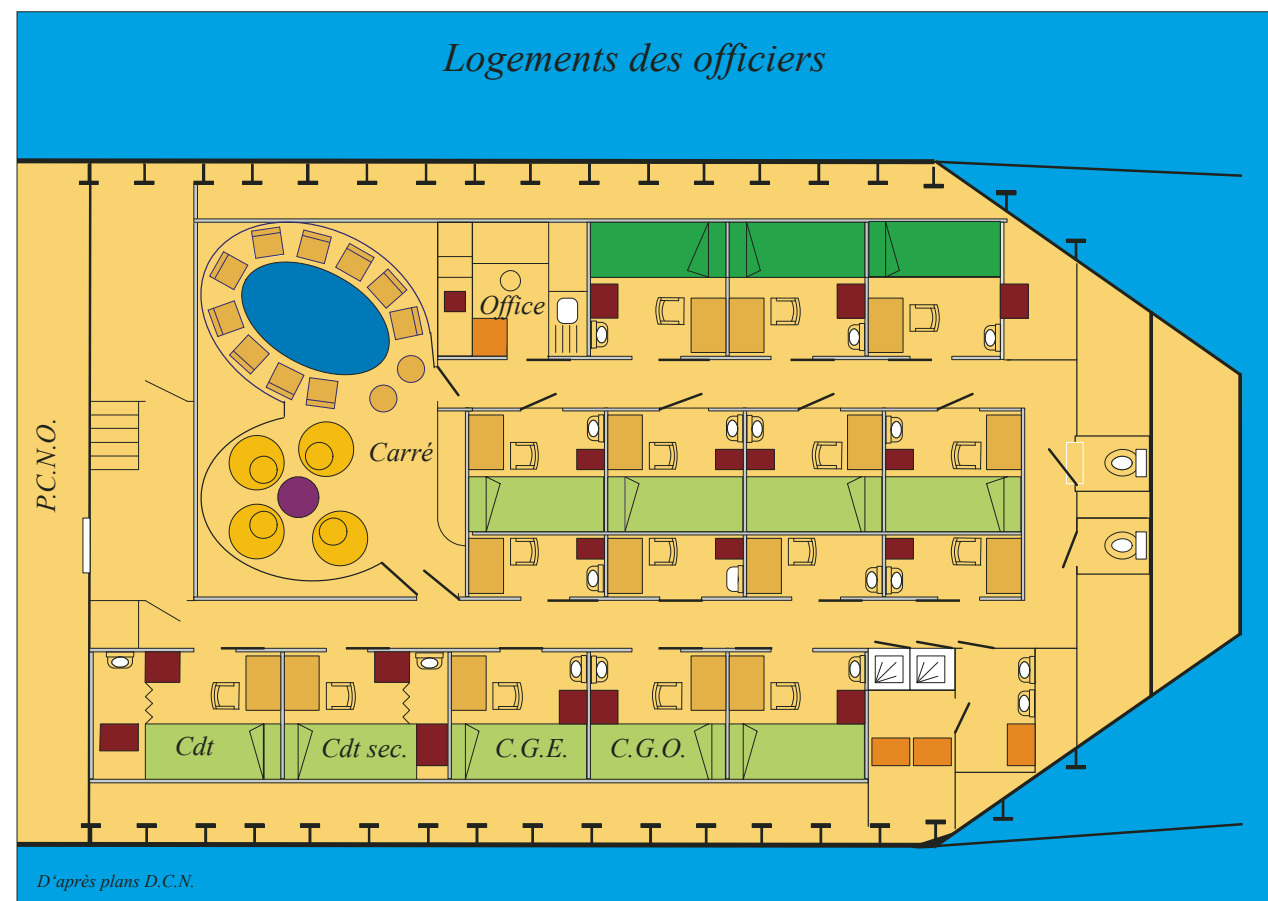 Logements des officiers
Office
P.C.N.O.
Carré
Cdt
Cdt sec.
C.G.E.
C.G.O.
D'après plans D.C.N.